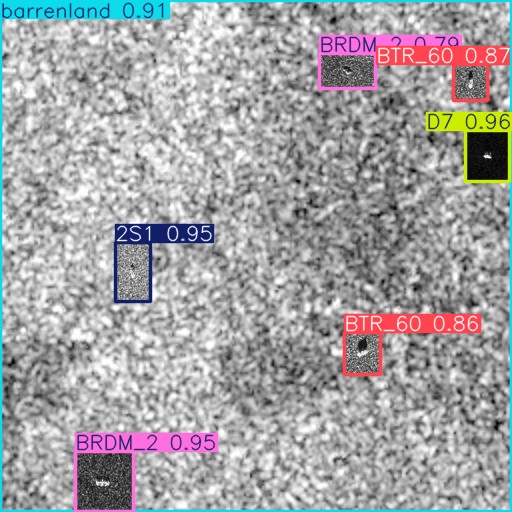 barrenland 0.91
BRDM_2 0.79
BTR_60 0.87
D7 0.96
2S1 0.95
BTR_60 0.86
BRDM_2 0.95